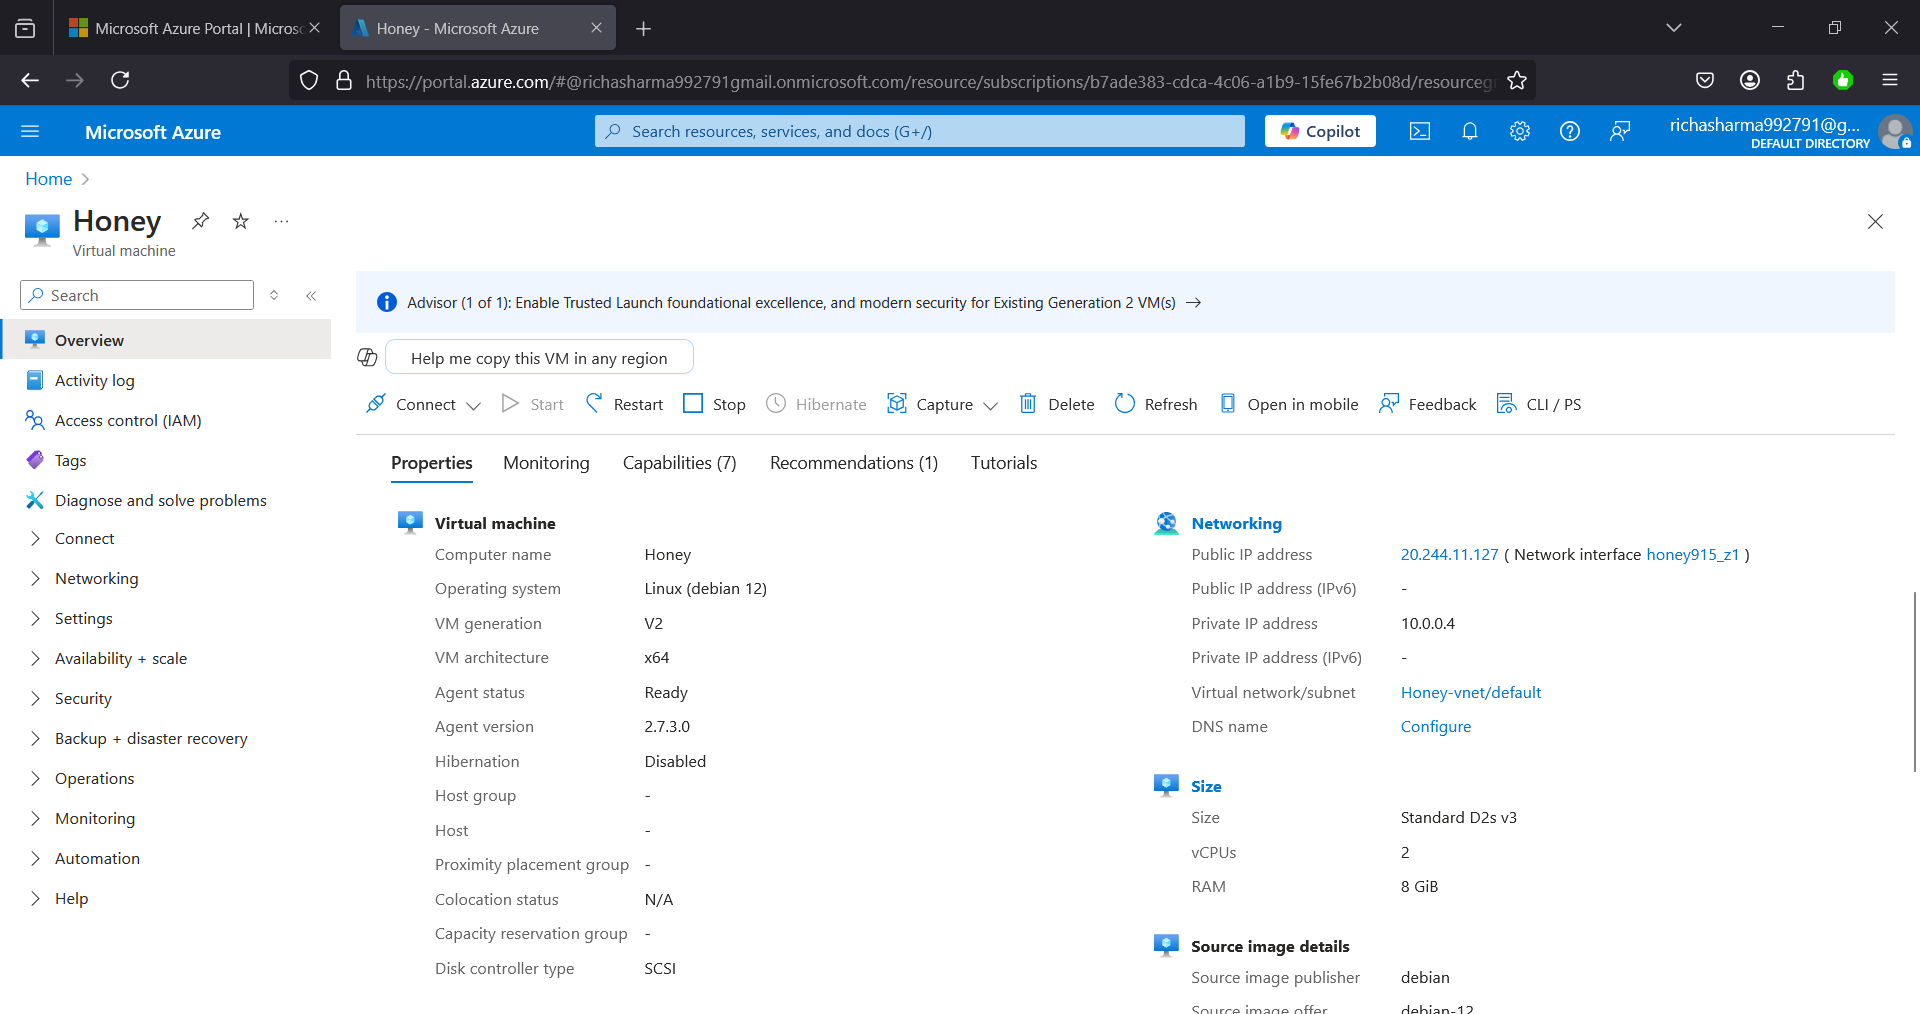 Microsoft Azure Portal | Microsc
Honey - Microsoft Azure
https://portal.azure.com/#@richasharma992791gmail.onmicrosoft.com/resource/subscriptions/b7ade383-cdca-4c06-a1b9-15fe67b2b08d/resourcegr
Microsoft Azure
Search resources, services, and docs (G+/)
Copilot
richasharma992791@g...
DEFAULT DIRECTORY
Home
Honey
Virtual machine
Search
Overview
Activity log
Access control (IAM)
Tags
Diagnose and solve problems
Connect
Networking
Settings
Availability + scale
Security
Backup + disaster recovery
Operations
Monitoring
Automation
Help
Advisor (1 of 1): Enable Trusted Launch foundational excellence, and modern security for Existing Generation 2 VM(s)
Help me copy this VM in any region
Connect Start Restart Stop Hibernate Capture Delete Refresh Open in mobile Feedback CLI / PS
Properties Monitoring Capabilities (7) Recommendations (1) Tutorials
Virtual machine
Computer name Honey
Operating system Linux (debian 12)
VM generation V2
VM architecture x64
Agent status Ready
Agent version 2.7.3.0
Hibernation Disabled
Host group -
Host -
Proximity placement group -
Colocation status N/A
Capacity reservation group -
Disk controller type SCSI
Networking
Public IP address 20.244.11.127 ( Network interface honey915_z1 )
Public IP address (IPv6) -
Private IP address 10.0.0.4
Private IP address (IPv6) -
Virtual network/subnet Honey-vnet/default
DNS name Configure
Size
Size Standard D2s v3
vCPUs 2
RAM 8 GiB
Source image details
Source image publisher debian
Source image offer debian-12